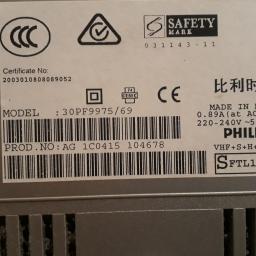 CCC
SAFETY
MARK
031143-11
Certificate No:
2003010808089052
CE
比利时
MODEL :30PF9975/69
MADE IN
0.89A(at AC
220-240V~5
PHILI
PROD.NO:AG 1C0415 104678
VHF+S+H+
SFTL1